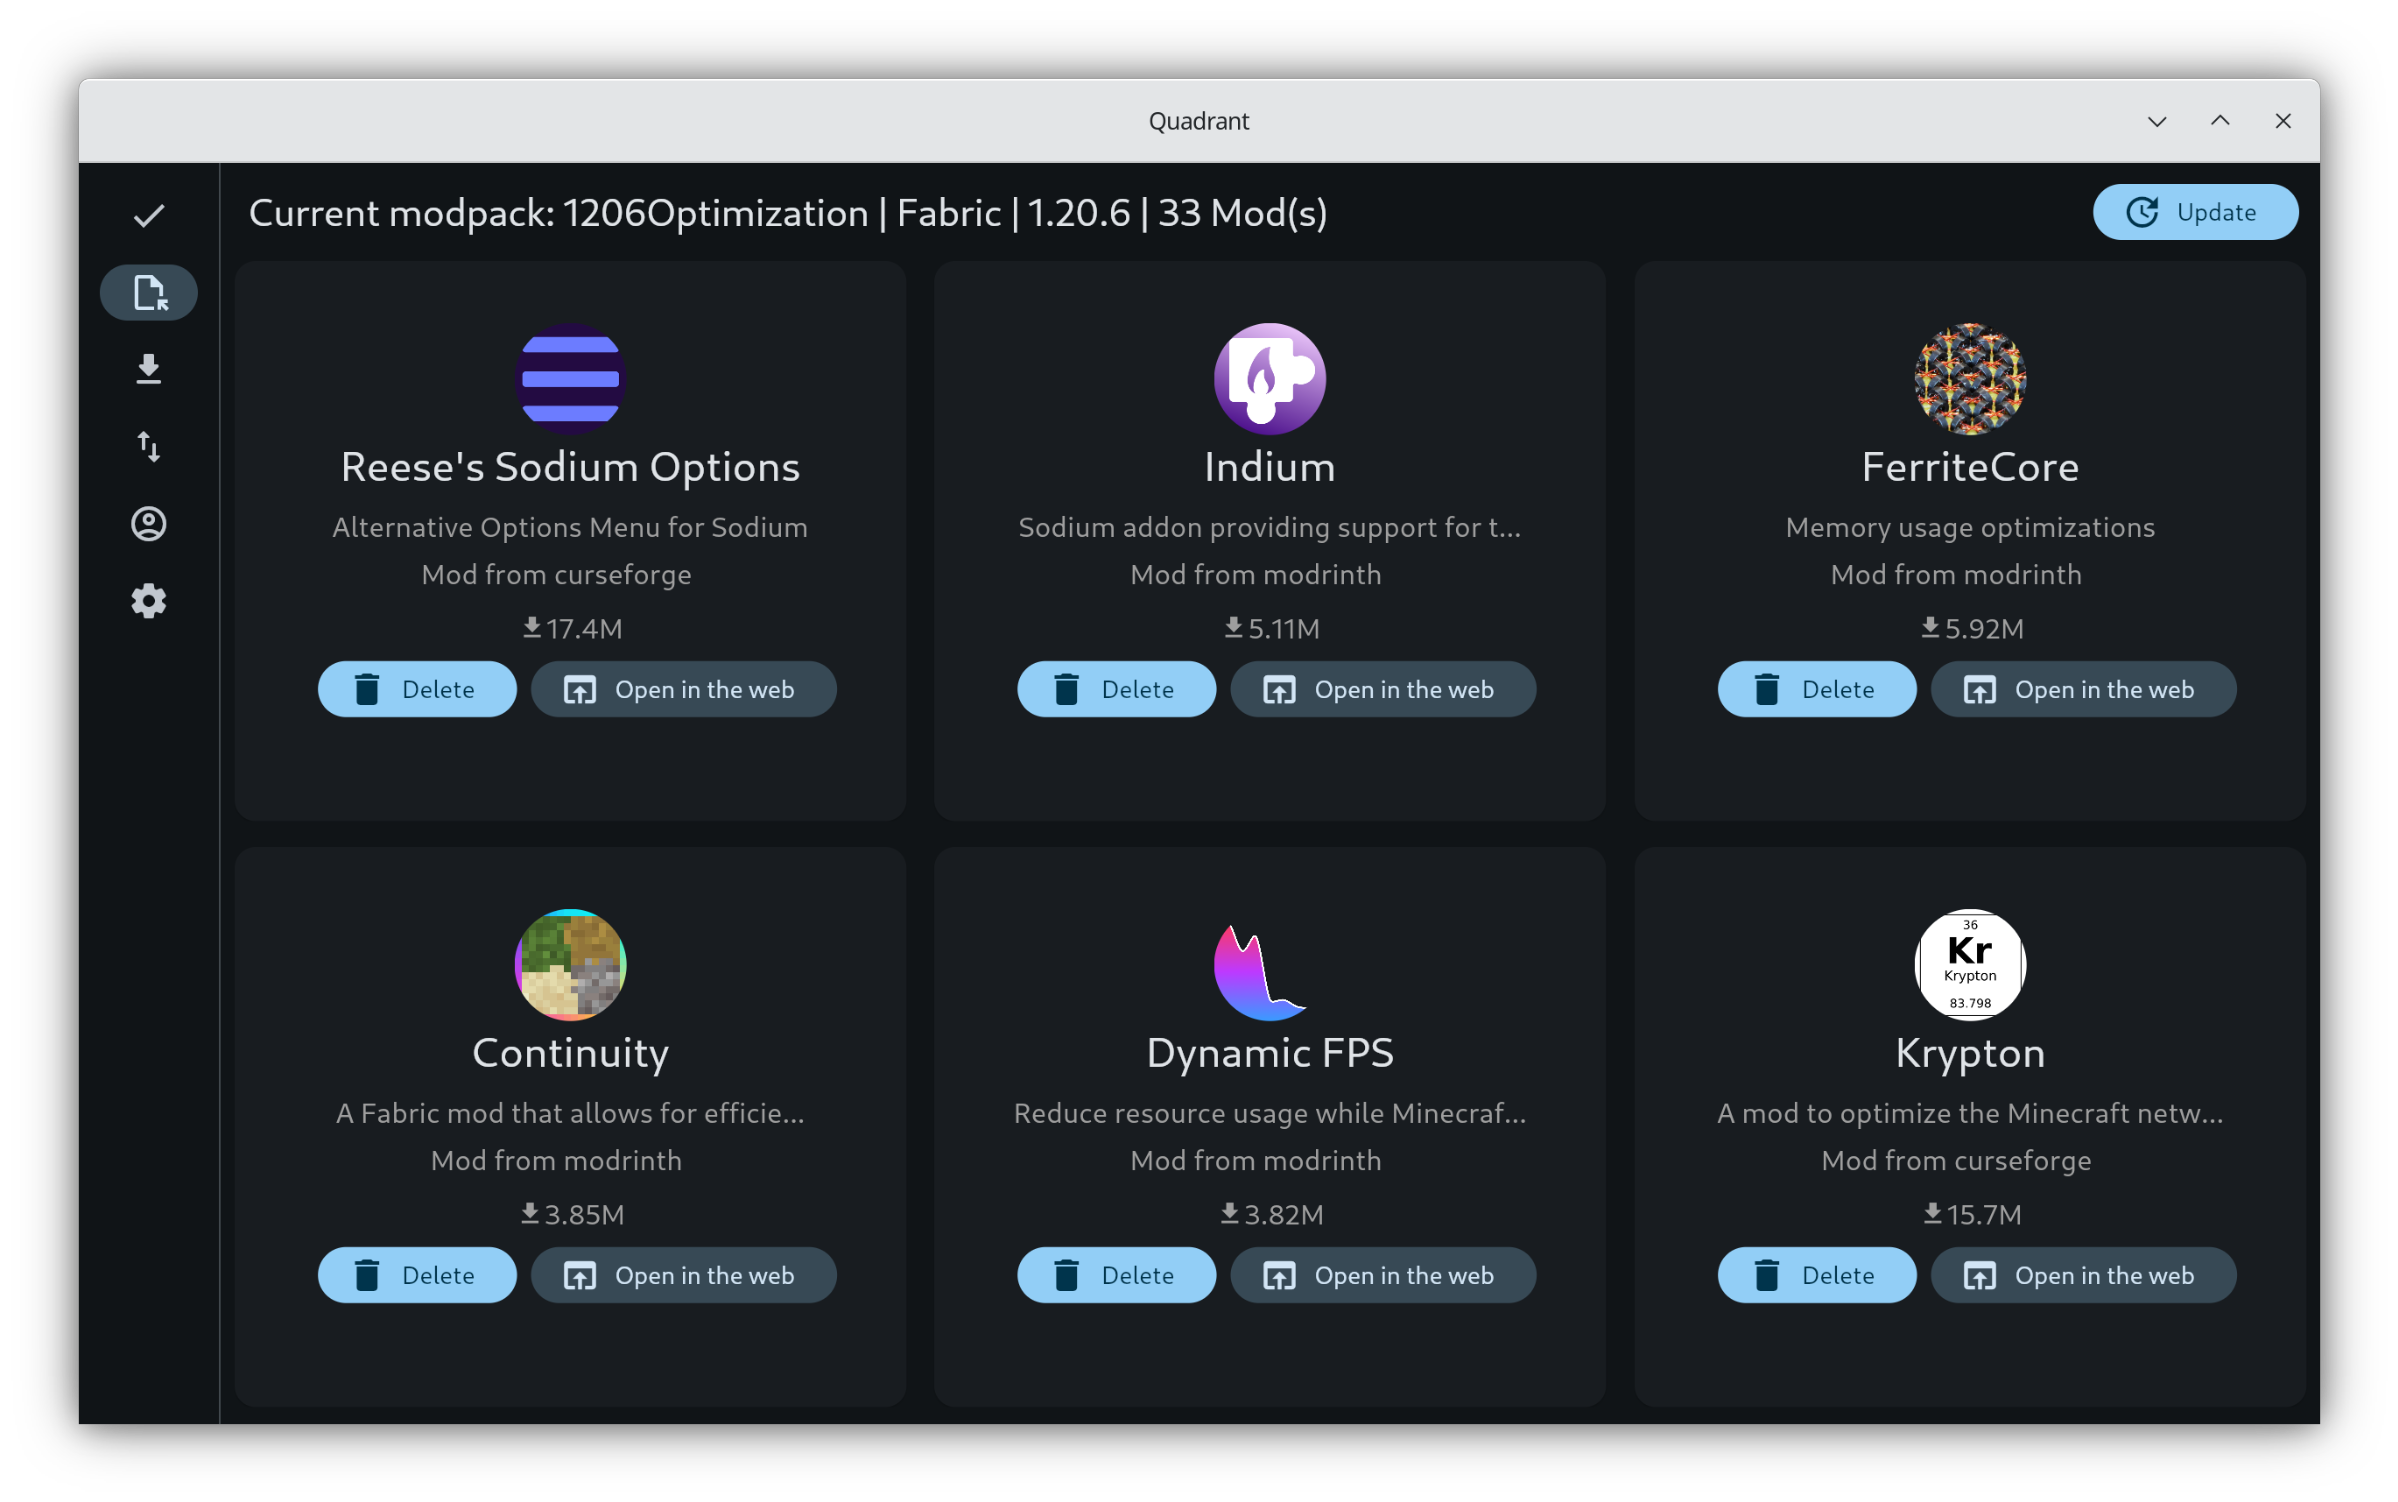 Quadrant
Current modpack: 1206Optimization | Fabric | 1.20.6 | 33 Mod(s)
Update
Reese's Sodium Options
Alternative Options Menu for Sodium
Mod from curseforge
17.4M
Delete
Open in the web
Indium
Sodium addon providing support for t...
Mod from modrinth
5.11M
Delete
Open in the web
FerriteCore
Memory usage optimizations
Mod from modrinth
5.92M
Delete
Open in the web
Continuity
A Fabric mod that allows for efficie...
Mod from modrinth
3.85M
Delete
Open in the web
Dynamic FPS
Reduce resource usage while Minecraf...
Mod from modrinth
3.82M
Delete
Open in the web
36
Kr
Krypton
83.798
Krypton
A mod to optimize the Minecraft netw...
Mod from curseforge
15.7M
Delete
Open in the web